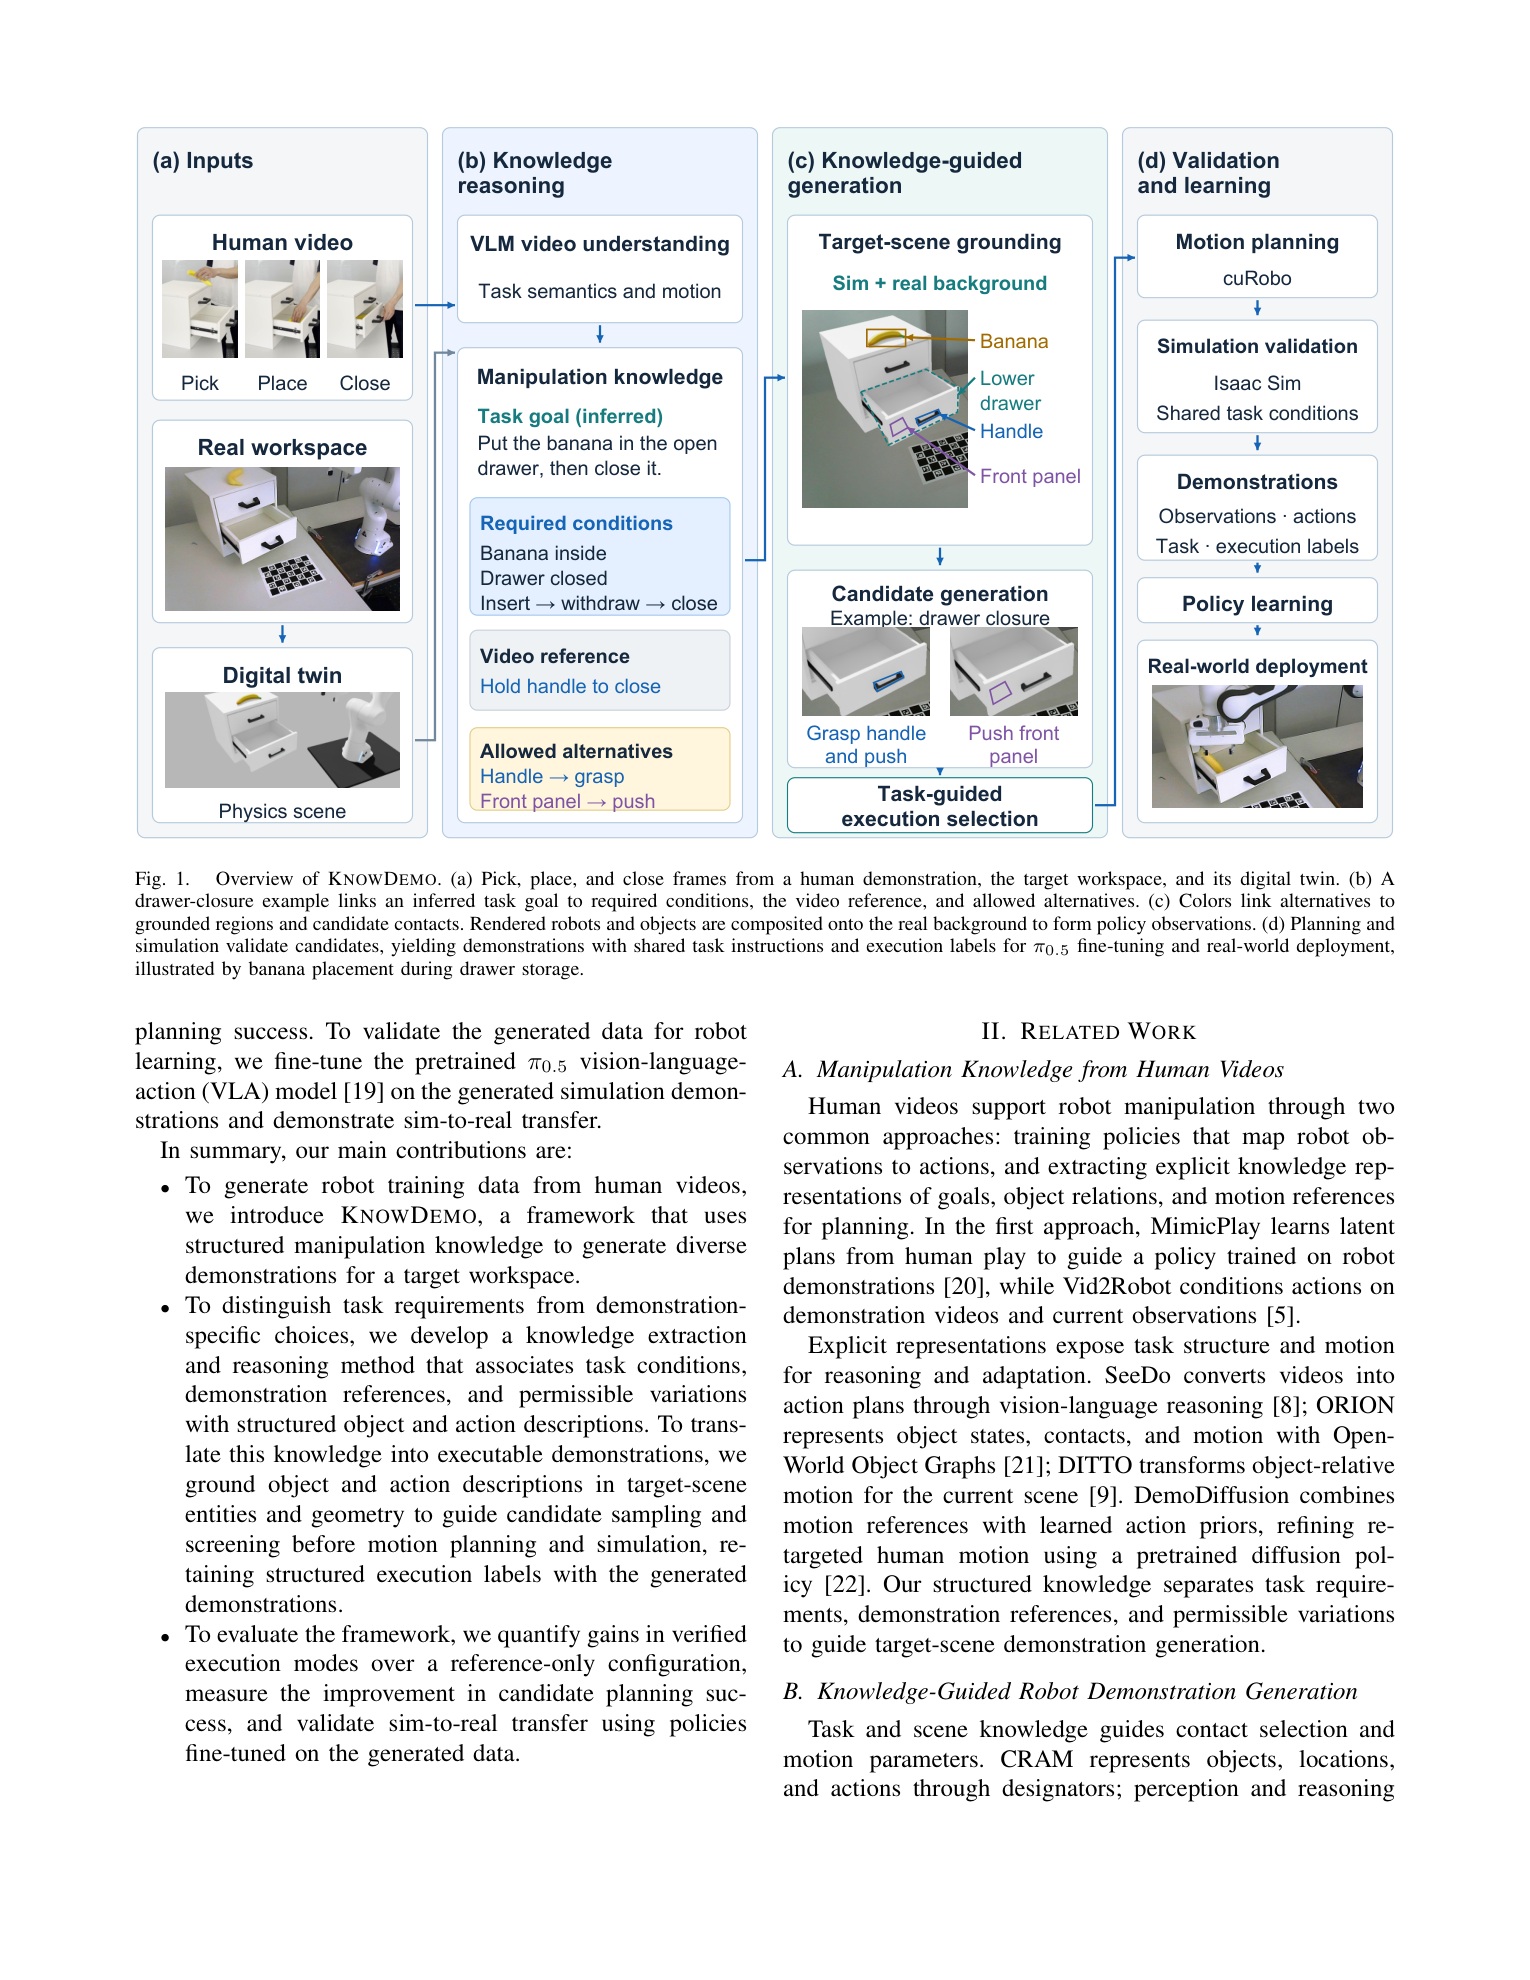 (a) Inputs
Human video
Pick Place Close
Real workspace
Digital twin
Physics scene
(b) Knowledge
reasoning
VLM video understanding
Task semantics and motion
Manipulation knowledge
Task goal (inferred)
Put the banana in the open
drawer, then close it.
Required conditions
Banana inside
Drawer closed
Insert → withdraw → close
Video reference
Hold handle to close
Allowed alternatives
Handle → grasp
Front panel → push
(c) Knowledge-guided
generation
Target-scene grounding
Sim + real background
Banana
Lower
drawer
Handle
Front panel
Candidate generation
Example: drawer closure
Grasp handle
and push
Push front
panel
Task-guided
execution selection
(d) Validation
and learning
Motion planning
cuRobo
Simulation validation
Isaac Sim
Shared task conditions
Demonstrations
Observations · actions
Task · execution labels
Policy learning
Real-world deployment
Fig. 1. Overview of KNOWDEMO. (a) Pick, place, and close frames from a human demonstration, the target workspace, and its digital twin. (b) A
drawer-closure example links an inferred task goal to required conditions, the video reference, and allowed alternatives. (c) Colors link alternatives to
grounded regions and candidate contacts. Rendered robots and objects are composited onto the real background to form policy observations. (d) Planning and
simulation validate candidates, yielding demonstrations with shared task instructions and execution labels for π0.5 fine-tuning and real-world deployment,
illustrated by banana placement during drawer storage.
planning success. To validate the generated data for robot
learning, we fine-tune the pretrained π0.5 vision-language-
action (VLA) model [19] on the generated simulation demon-
strations and demonstrate sim-to-real transfer.
In summary, our main contributions are:
• To generate robot training data from human videos,
we introduce KNOWDEMO, a framework that uses
structured manipulation knowledge to generate diverse
demonstrations for a target workspace.
• To distinguish task requirements from demonstration-
specific choices, we develop a knowledge extraction
and reasoning method that associates task conditions,
demonstration references, and permissible variations
with structured object and action descriptions. To trans-
late this knowledge into executable demonstrations, we
ground object and action descriptions in target-scene
entities and geometry to guide candidate sampling and
screening before motion planning and simulation, re-
taining structured execution labels with the generated
demonstrations.
• To evaluate the framework, we quantify gains in verified
execution modes over a reference-only configuration,
measure the improvement in candidate planning suc-
cess, and validate sim-to-real transfer using policies
fine-tuned on the generated data.
II. RELATED WORK
A. Manipulation Knowledge from Human Videos
Human videos support robot manipulation through two
common approaches: training policies that map robot ob-
servations to actions, and extracting explicit knowledge rep-
resentations of goals, object relations, and motion references
for planning. In the first approach, MimicPlay learns latent
plans from human play to guide a policy trained on robot
demonstrations [20], while Vid2Robot conditions actions on
demonstration videos and current observations [5].
Explicit representations expose task structure and motion
for reasoning and adaptation. SeeDo converts videos into
action plans through vision-language reasoning [8]; ORION
represents object states, contacts, and motion with Open-
World Object Graphs [21]; DITTO transforms object-relative
motion for the current scene [9]. DemoDiffusion combines
motion references with learned action priors, refining re-
targeted human motion using a pretrained diffusion pol-
icy [22]. Our structured knowledge separates task require-
ments, demonstration references, and permissible variations
to guide target-scene demonstration generation.
B. Knowledge-Guided Robot Demonstration Generation
Task and scene knowledge guides contact selection and
motion parameters. CRAM represents objects, locations,
and actions through designators; perception and reasoning